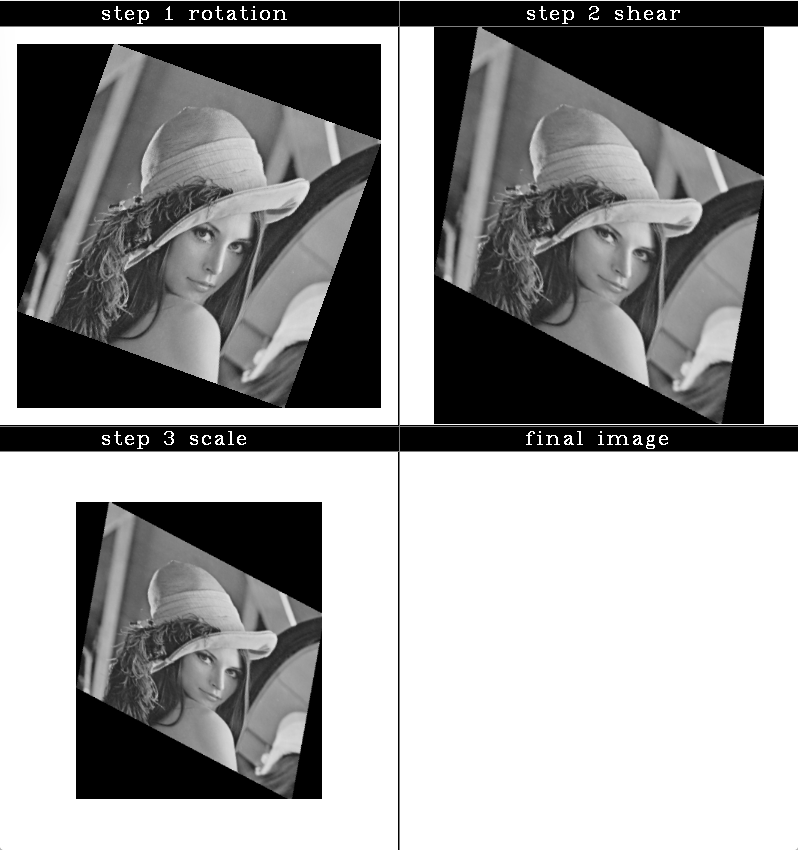 step 1 rotation
step 2 shear
step 3 scale
final image